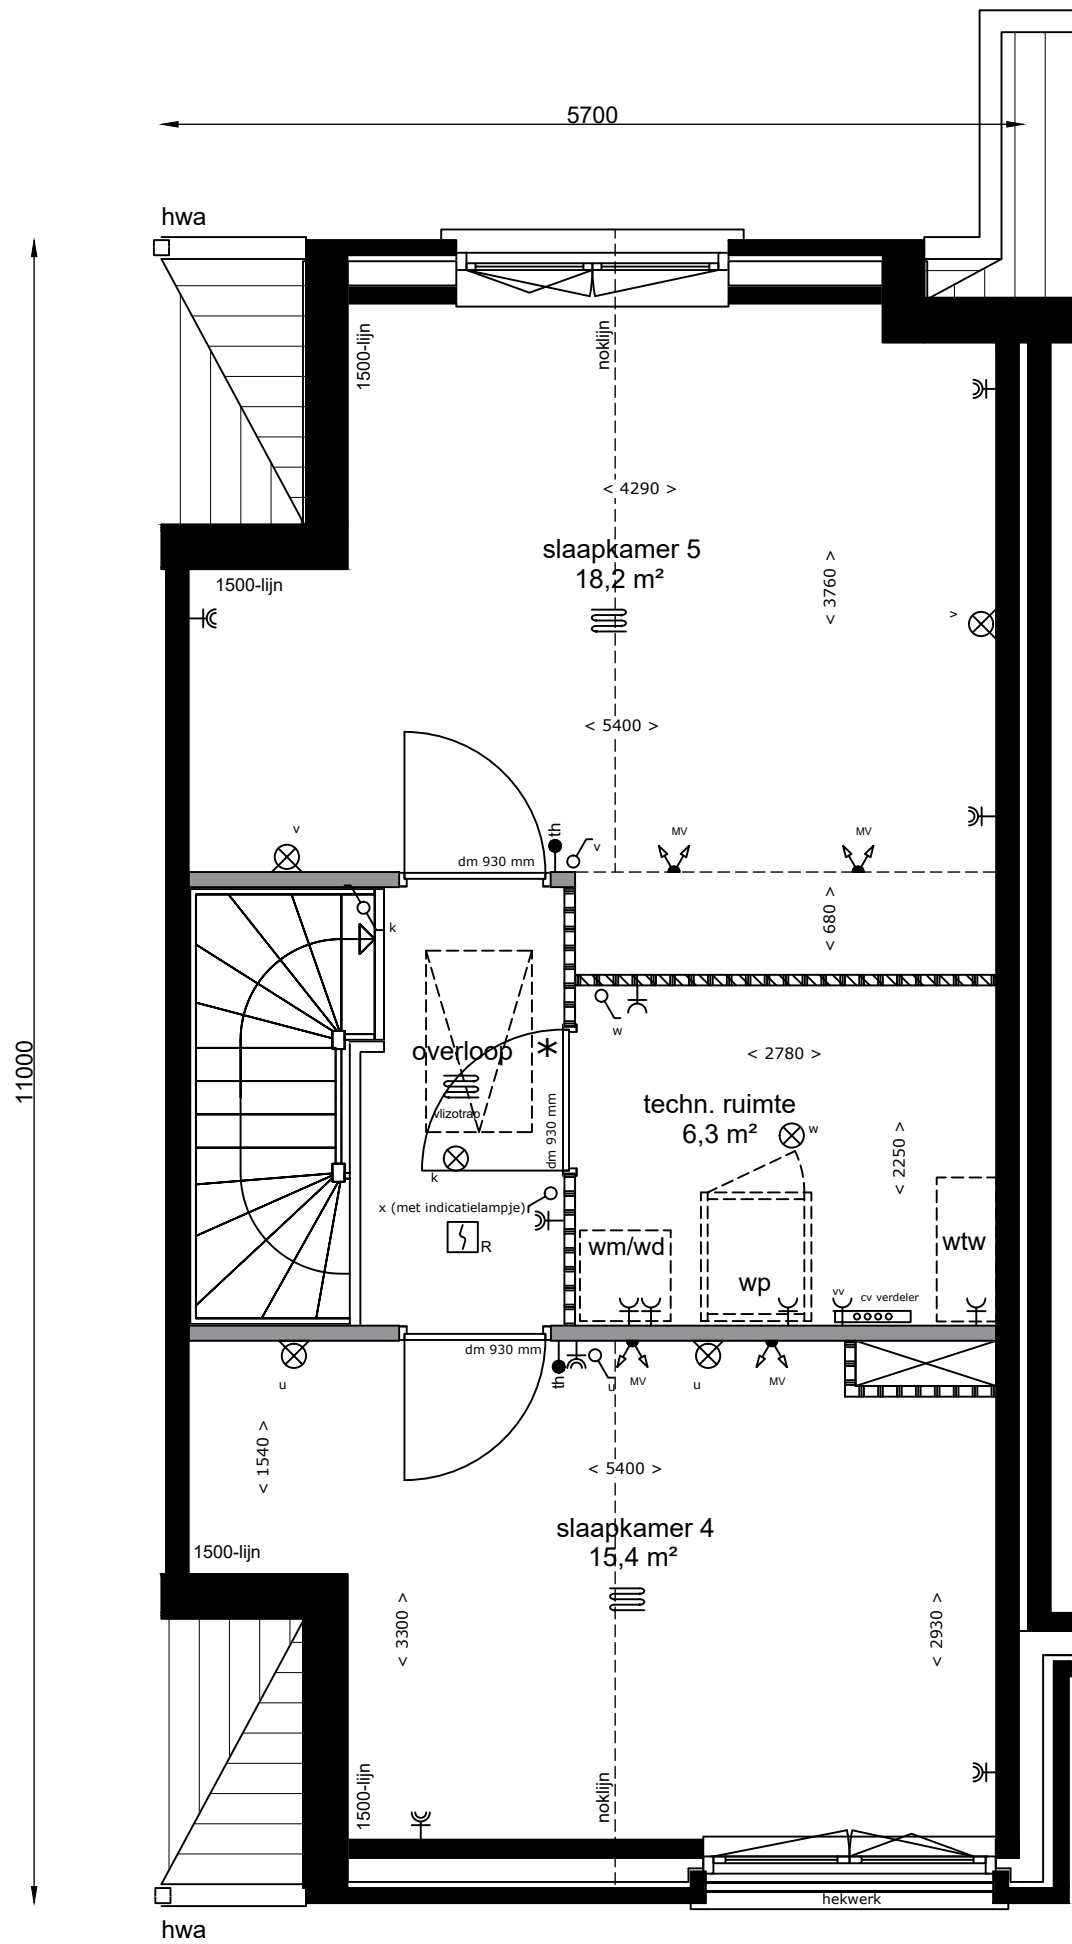 5700
hwa
1500-lijn
noklijn
< 4290 >
slaapkamer 5
18,2 m²
< 3760 >
1500-lijn
v
< 5400 >
v
th
v
MV
MV
dm 930 mm
< 680 >
k
w
overloop *
< 2780 >
vlizotrap
dm 930 mm
techn. ruimte
6,3 m²
w
< 2250 >
k
x (met indicatielampje)
R
wm/wd
wp
wtw
vv
cv verdeler
11000
dm 930 mm
u
th
u
MV
u
MV
< 1540 >
< 5400 >
slaapkamer 4
15,4 m²
1500-lijn
< 3300 >
< 2930 >
1500-lijn
noklijn
hekwerk
hwa